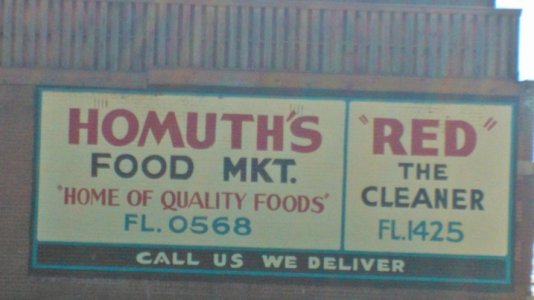 HOMUTH'S
FOOD MKT.
"HOME OF QUALITY FOODS"
FL. 0568
"RED"
THE
CLEANER
FL.1425
CALL US WE DELIVER